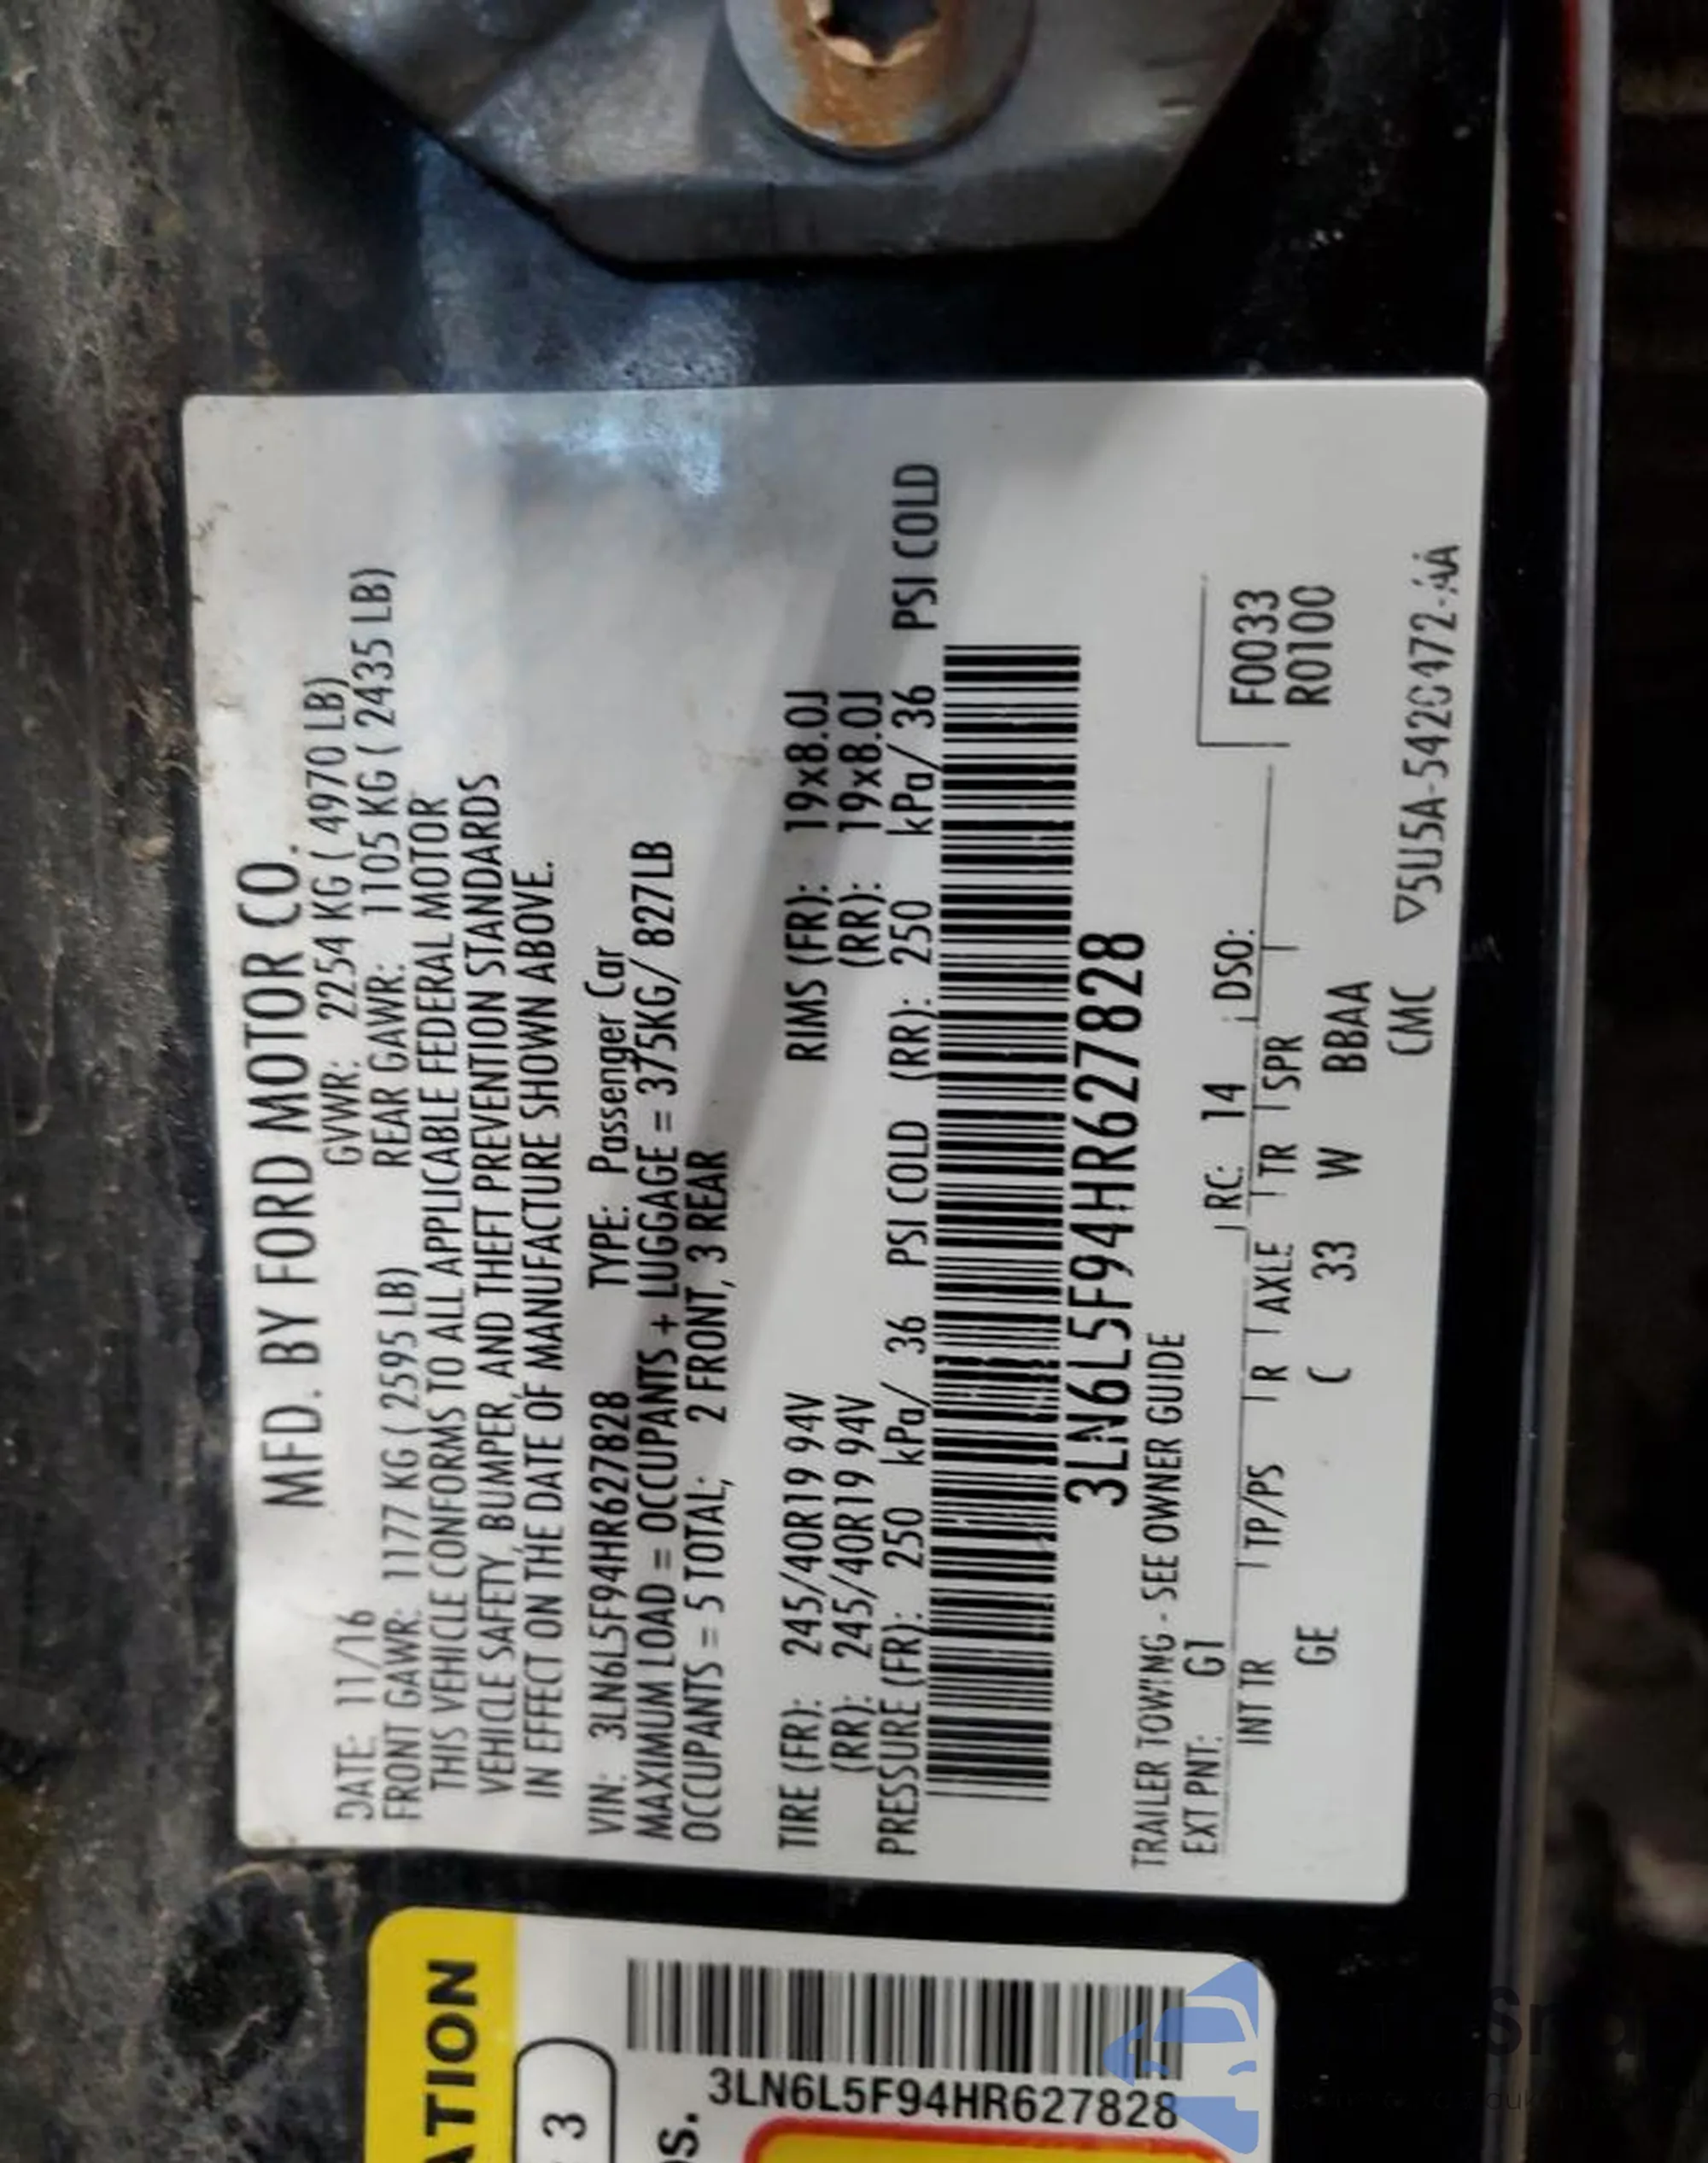 MFD. BY FORD MOTOR CO.
DATE: 11/16 GVWR: 2254 KG ( 4970 LB)
FRONT GAWR: 1177 KG ( 2595 LB) REAR GAWR: 1105 KG ( 2435 LB)
THIS VEHICLE CONFORMS TO ALL APPLICABLE FEDERAL MOTOR
VEHICLE SAFETY, BUMPER, AND THEFT PREVENTION STANDARDS
IN EFFECT ON THE DATE OF MANUFACTURE SHOWN ABOVE.
VIN: 3LN6L5F94HR627828 TYPE: Passenger Car
MAXIMUM LOAD = OCCUPANTS + LUGGAGE = 375KG/ 827LB
OCCUPANTS = 5 TOTAL; 2 FRONT, 3 REAR
TIRE (FR): 245/40R19 94V RIMS (FR): 19x8.0J
(RR): 245/40R19 94V (RR): 19x8.0J
PRESSURE (FR): 250 kPa/ 36 PSI COLD (RR): 250 kPa/ 36 PSI COLD
3LN6L5F94HR627828
TRAILER TOWING - SEE OWNER GUIDE
EXT PNT: G1 RC: 14 DSO: F0033
INT TR TP/PS R AXLE TR SPR R0100
GE C 33 W BBAA
CMC ▽5U5A-5420472-AA
ATION
3
3LN6L5F94HR627828